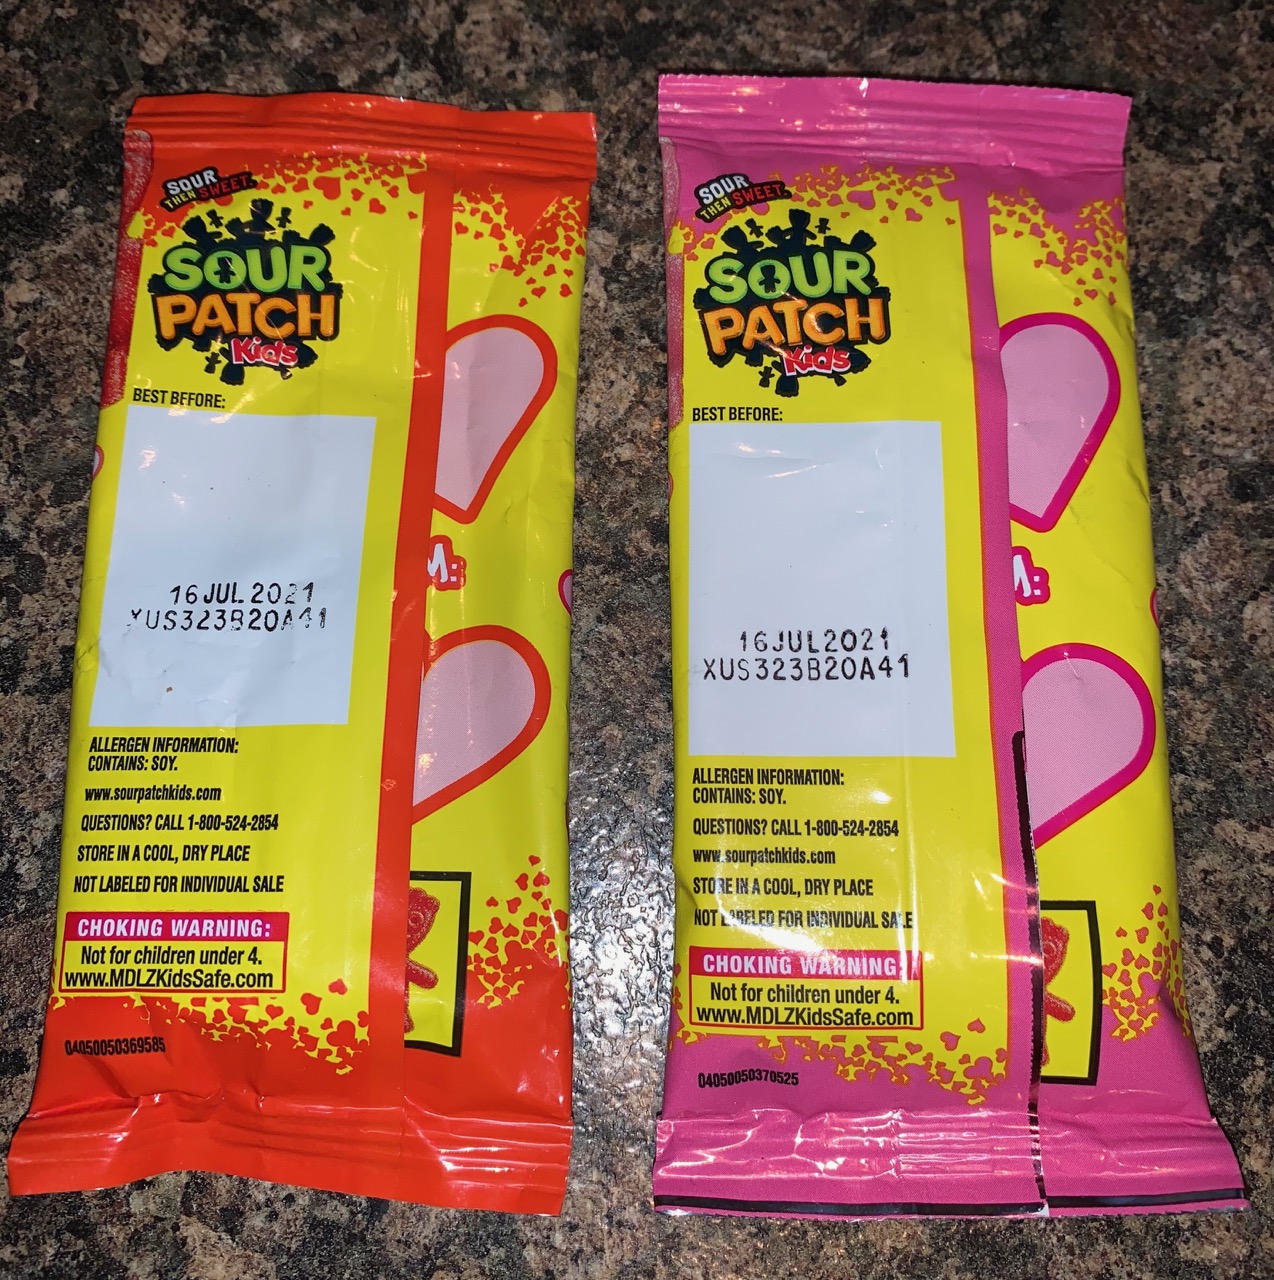 SOUR
THEN SWEET.
SOUR
PATCH
Kids
BEST BEFORE:
16 JUL 2021
XUS323B20A41
ALLERGEN INFORMATION:
CONTAINS: SOY.
www.sourpatchkids.com
QUESTIONS? CALL 1-800-524-2854
STORE IN A COOL, DRY PLACE
NOT LABELED FOR INDIVIDUAL SALE
CHOKING WARNING:
Not for children under 4.
www.MDLZKidsSafe.com
04050050369585
M:
SOUR
THEN SWEET.
SOUR
PATCH
Kids
BEST BEFORE:
16JUL2021
XUS323B20A41
ALLERGEN INFORMATION:
CONTAINS: SOY.
QUESTIONS? CALL 1-800-524-2854
www.sourpatchkids.com
STORE IN A COOL, DRY PLACE
NOT LABELED FOR INDIVIDUAL SALE
CHOKING WARNING:
Not for children under 4.
www.MDLZKidsSafe.com
04050050370525
M: